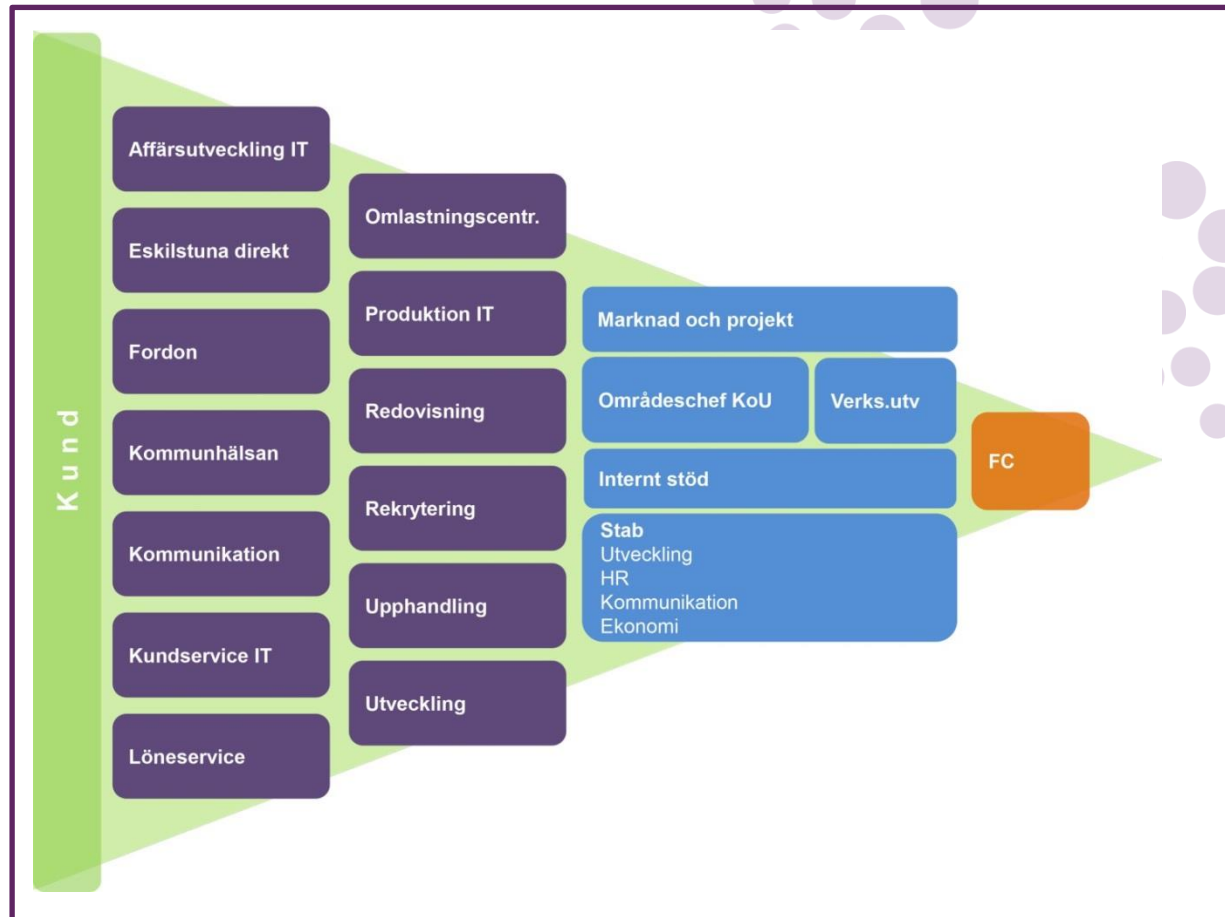 Kund
Affärsutveckling IT
Eskilstuna direkt
Fordon
Kommunhälsan
Kommunikation
Kundservice IT
Löneservice
Omlastningscentr.
Produktion IT
Redovisning
Rekrytering
Upphandling
Utveckling
Marknad och projekt
Områdeschef KoU
Verks.utv
Internt stöd
Stab
Utveckling
HR
Kommunikation
Ekonomi
FC